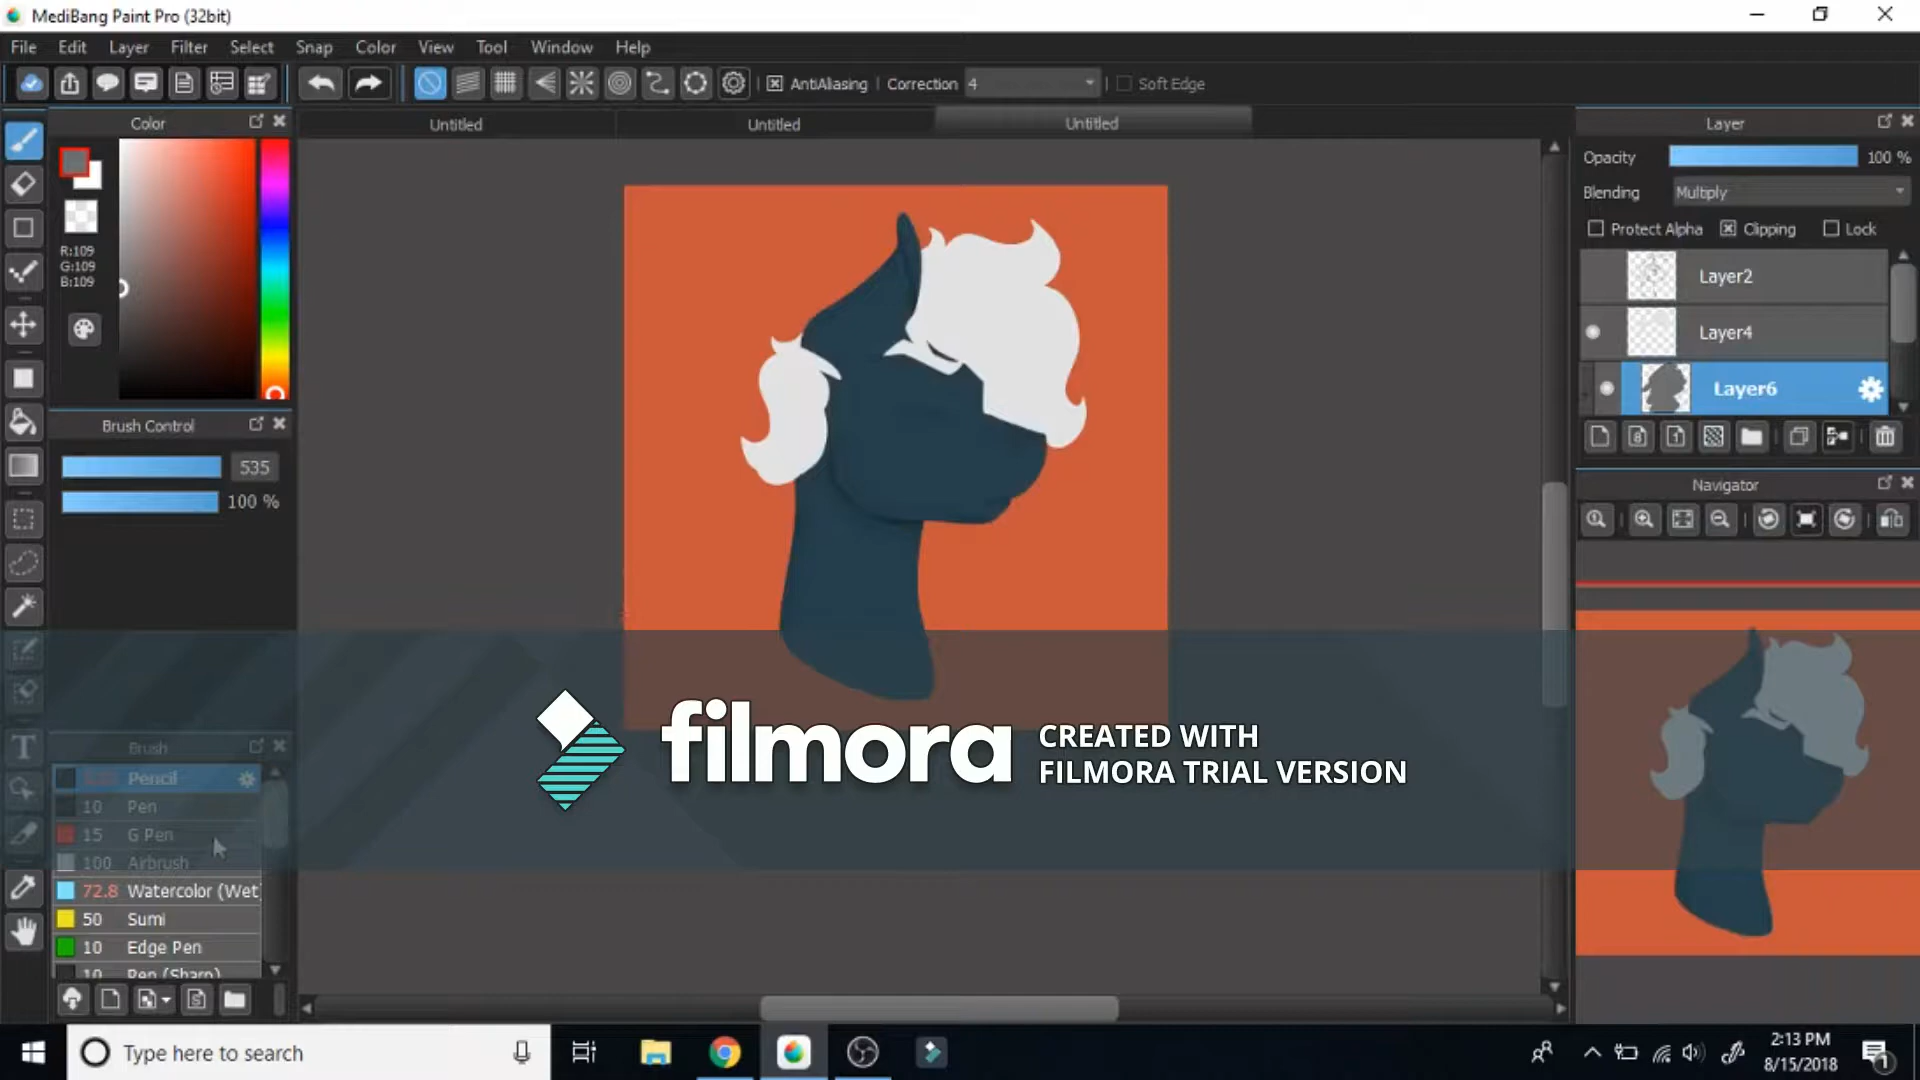 MediBang Paint Pro (32bit)
File Edit Layer Filter Select Snap Color View Tool Window Help
AntiAliasing Correction 4 Soft Edge
Color
Untitled
Untitled
Untitled
Layer
Opacity 100 %
Blending Multiply
Protect Alpha Clipping Lock
R:109
G:109
B:109
Layer2
Layer4
Layer6
Brush Control
535
100 %
Navigator
Brush
Pencil
10 Pen
15 G Pen
100 Airbrush
72.8 Watercolor (Wet)
50 Sumi
10 Edge Pen
10 Pen (Sharp)
filmora
CREATED WITH
FILMORA TRIAL VERSION
Type here to search
2:13 PM
8/15/2018
1